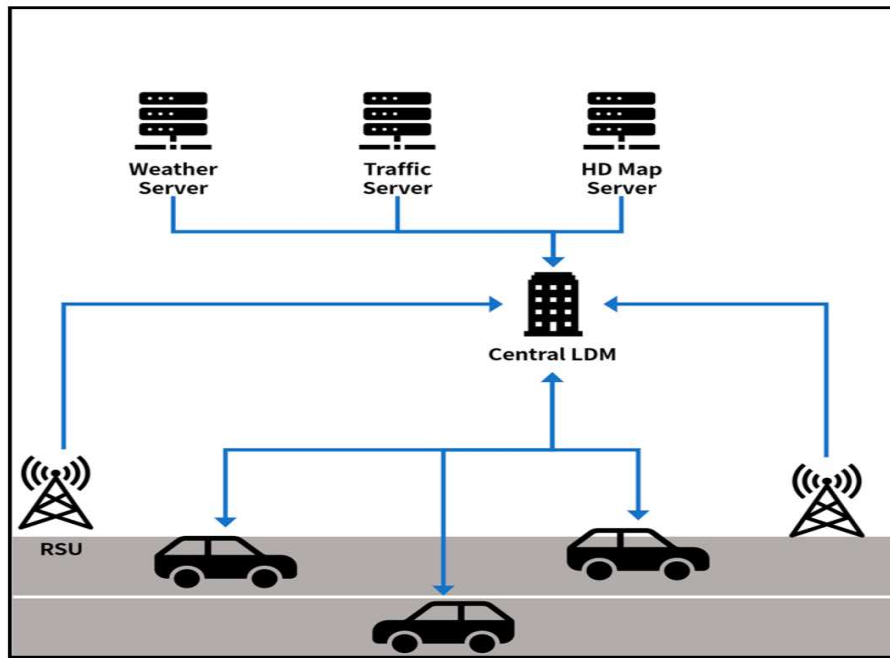 Weather
Server
Traffic
Server
HD Map
Server
Central LDM
RSU